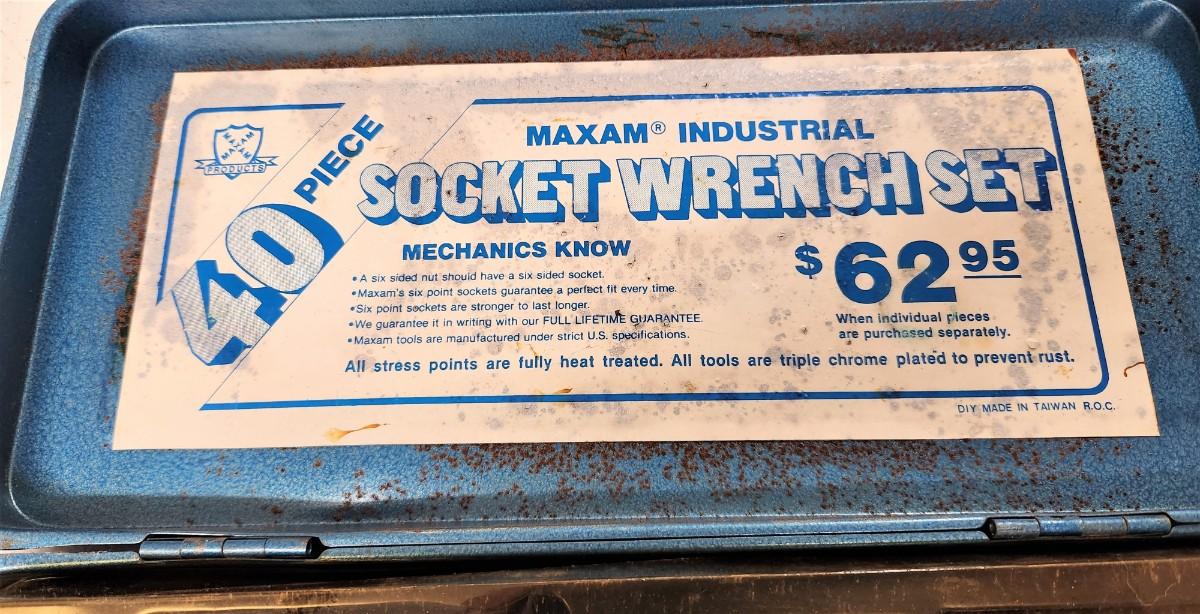 MAXAM
MAXAM
PRODUCTS
40 PIECE
MAXAM® INDUSTRIAL
SOCKET WRENCH SET
MECHANICS KNOW
• A six sided nut should have a six sided socket.
• Maxam's six point sockets guarantee a perfect fit every time.
• Six point sockets are stronger to last longer.
• We guarantee it in writing with our FULL LIFETIME GUARANTEE.
• Maxam tools are manufactured under strict U.S. specifications.
$62.95
When individual pieces
are purchased separately.
All stress points are fully heat treated. All tools are triple chrome plated to prevent rust.
DIY MADE IN TAIWAN R.O.C.